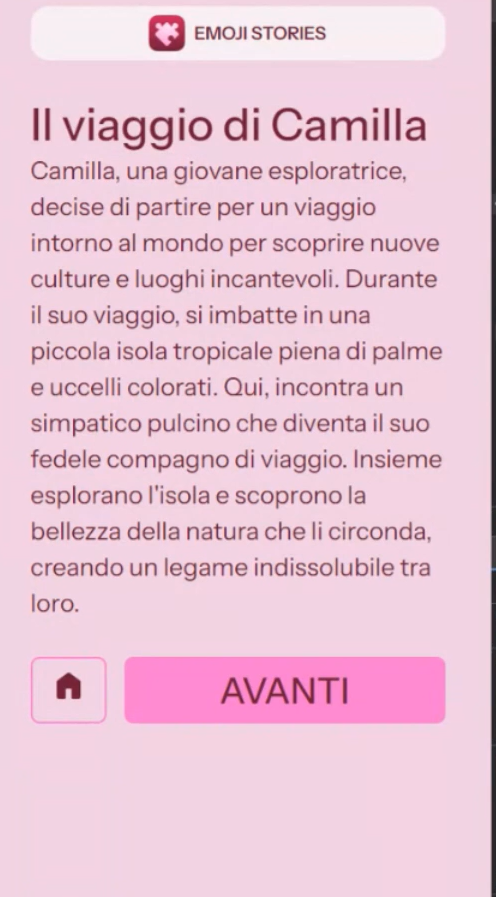 EMOJI STORIES
Il viaggio di Camilla
Camilla, una giovane esploratrice,
decise di partire per un viaggio
intorno al mondo per scoprire nuove
culture e luoghi incantevoli. Durante
il suo viaggio, si imbatte in una
piccola isola tropicale piena di palme
e uccelli colorati. Qui, incontra un
simpatico pulcino che diventa il suo
fedele compagno di viaggio. Insieme
esplorano l'isola e scoprono la
bellezza della natura che li circonda,
creando un legame indissolubile tra
loro.
AVANTI